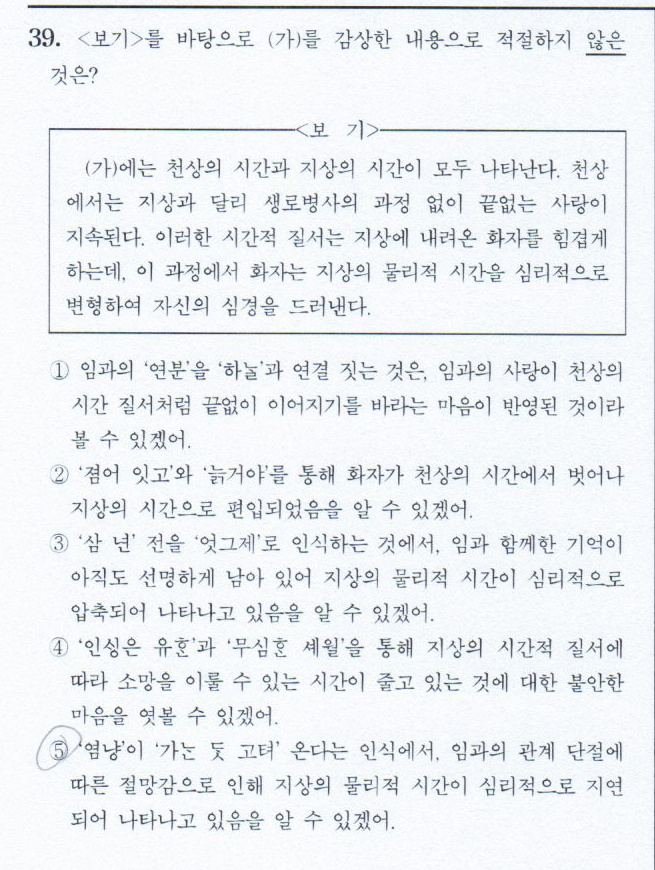 39. <보기>를 바탕으로 (가)를 감상한 내용으로 적절하지 않은
것은?
<보 기>
(가)에는 천상의 시간과 지상의 시간이 모두 나타난다. 천상
에서는 지상과 달리 생로병사의 과정 없이 끝없는 사랑이
지속된다. 이러한 시간적 질서는 지상에 내려온 화자를 힘겹게
하는데, 이 과정에서 화자는 지상의 물리적 시간을 심리적으로
변형하여 자신의 심경을 드러낸다.
① 임과의 ‘연분’을 ‘하ᄂᆞᆯ’과 연결 짓는 것은, 임과의 사랑이 천상의
시간 질서처럼 끝없이 이어지기를 바라는 마음이 반영된 것이라
볼 수 있겠어.
② ‘졈어 잇고’와 ‘늙거야’를 통해 화자가 천상의 시간에서 벗어나
지상의 시간으로 편입되었음을 알 수 있겠어.
③ ‘삼 년’ 전을 ‘엇그제’로 인식하는 것에서, 임과 함께한 기억이
아직도 선명하게 남아 있어 지상의 물리적 시간이 심리적으로
압축되어 나타나고 있음을 알 수 있겠어.
④ ‘인ᄉᆡᆼ은 유ᄒᆞᆫ’과 ‘무심ᄒᆞᆫ 셰월’을 통해 지상의 시간적 질서에
따라 소망을 이룰 수 있는 시간이 줄고 있는 것에 대한 불안한
마음을 엿볼 수 있겠어.
⑤ ‘염냥’이 ‘가ᄂᆞᆫ ᄃᆞᆺ 고텨’ 온다는 인식에서, 임과의 관계 단절에
따른 절망감으로 인해 지상의 물리적 시간이 심리적으로 지연
되어 나타나고 있음을 알 수 있겠어.